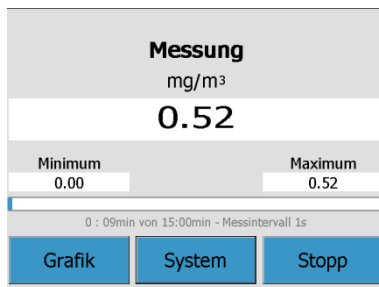 Messung
mg/m³
0.52
Minimum Maximum
0.00 0.52
0 : 09min von 15:00min - Messintervall 1s
Grafik System Stopp